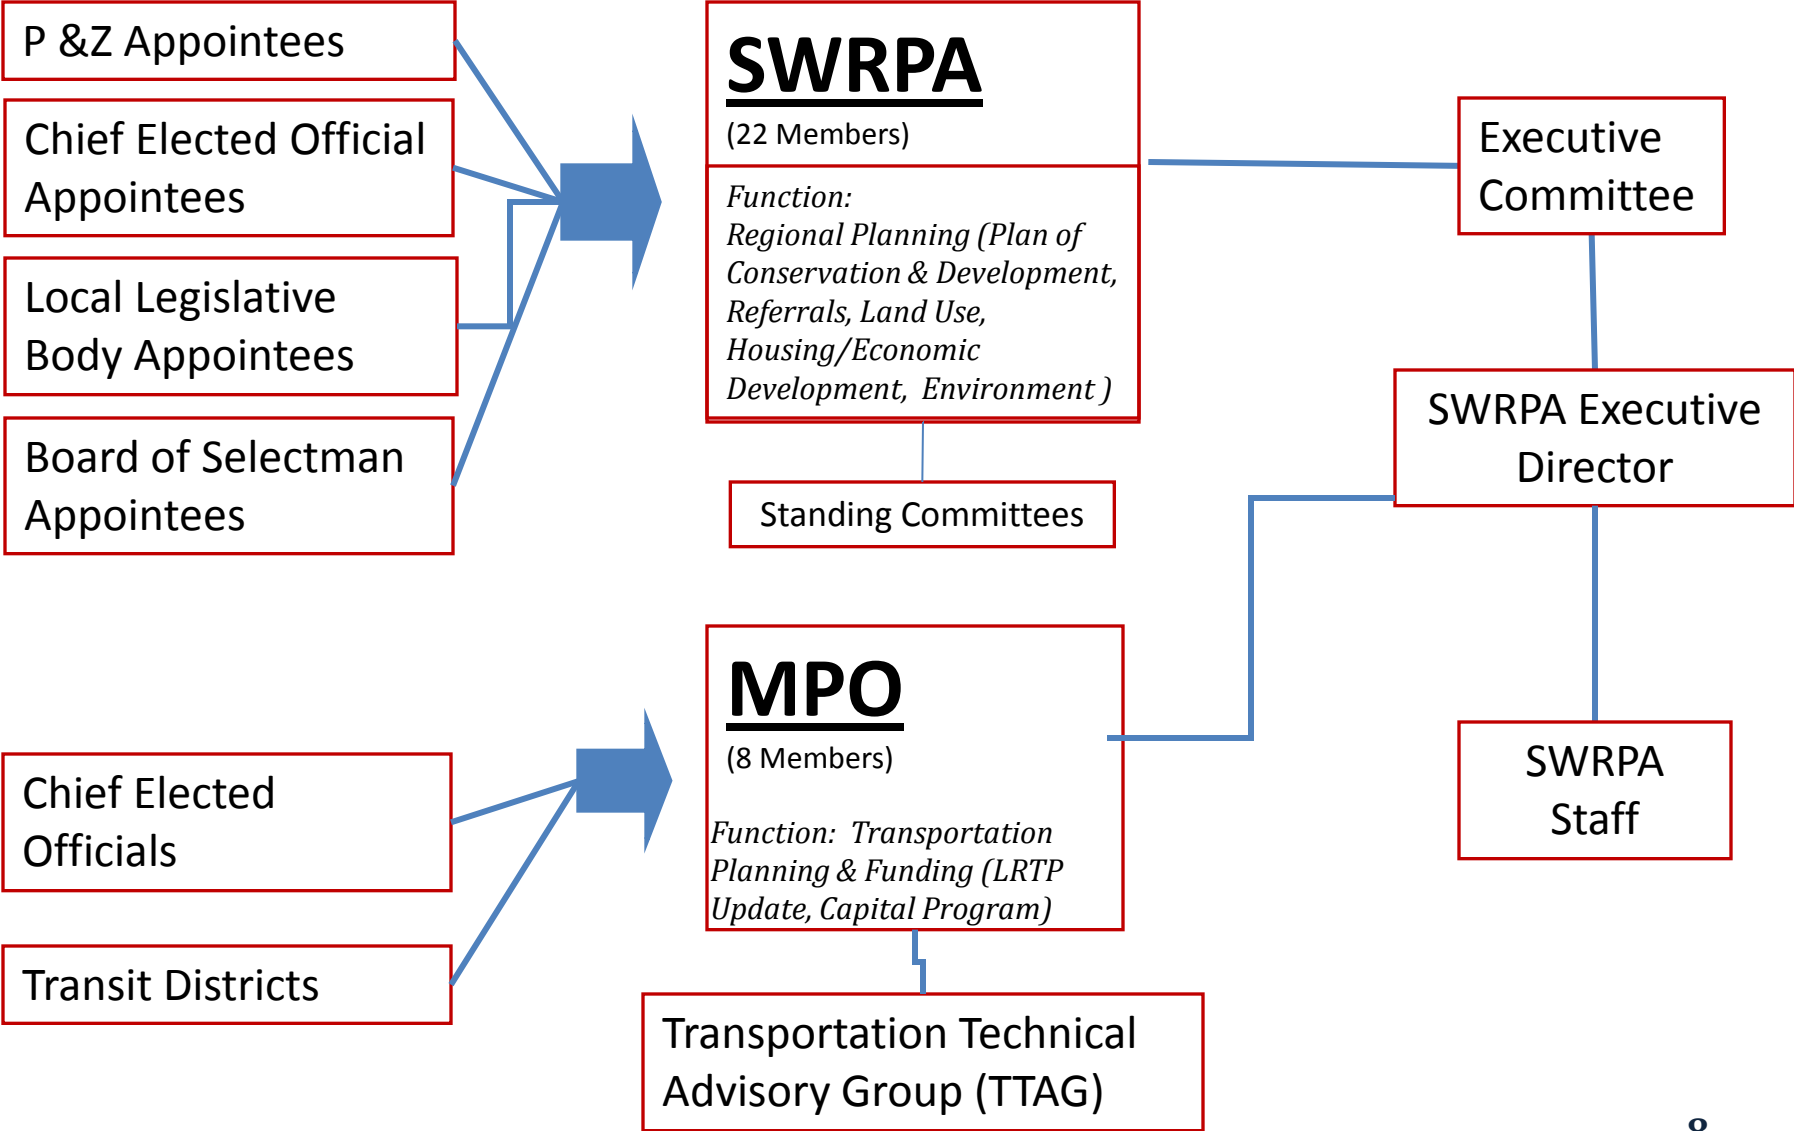 P &Z Appointees
Chief Elected Official
Appointees
Local Legislative
Body Appointees
Board of Selectman
Appointees
SWRPA
(22 Members)
Function:
Regional Planning (Plan of
Conservation & Development,
Referrals, Land Use,
Housing/Economic
Development, Environment )
Standing Committees
Executive
Committee
SWRPA Executive
Director
SWRPA
Staff
Chief Elected
Officials
Transit Districts
MPO
(8 Members)
Function: Transportation
Planning & Funding (LRTP
Update, Capital Program)
Transportation Technical
Advisory Group (TTAG)
8